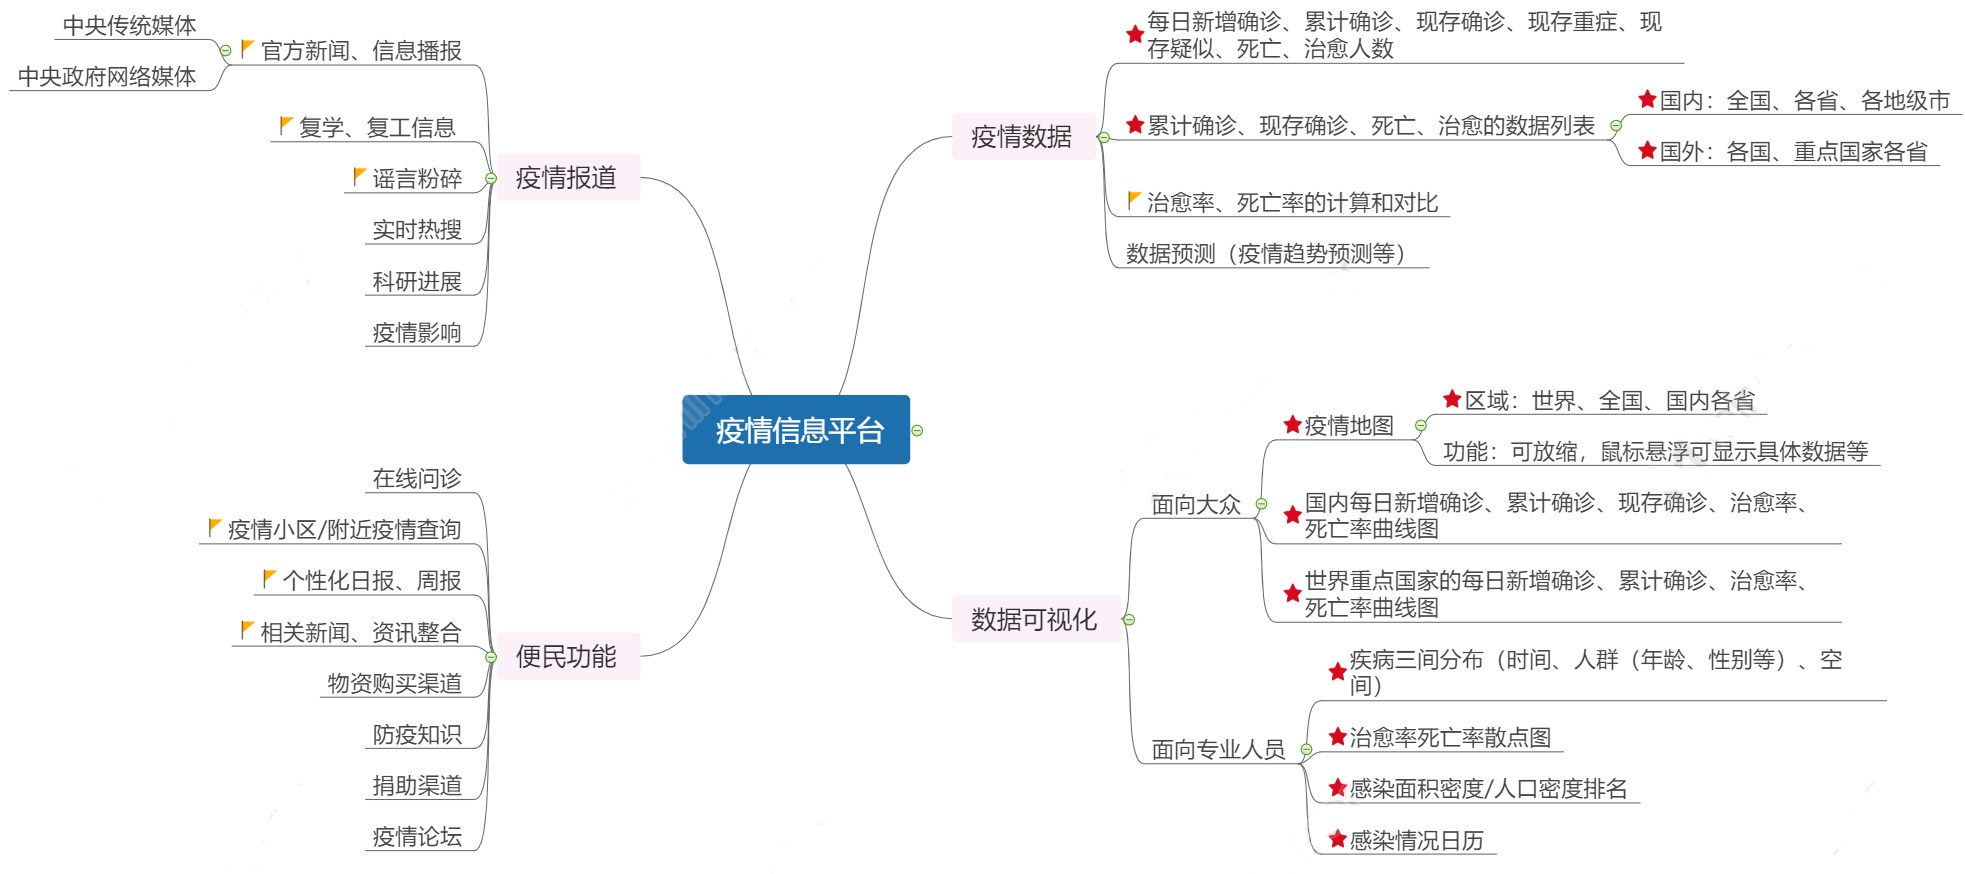 中央传统媒体
中央政府网络媒体
官方新闻、信息播报
复学、复工信息
谣言粉碎
实时热搜
科研进展
疫情影响
疫情报道
疫情信息平台
在线问诊
疫情小区/附近疫情查询
个性化日报、周报
相关新闻、资讯整合
物资购买渠道
防疫知识
捐助渠道
疫情论坛
便民功能
疫情数据
每日新增确诊、累计确诊、现存确诊、现存重症、现
存疑似、死亡、治愈人数
累计确诊、现存确诊、死亡、治愈的数据列表
国内：全国、各省、各地级市
国外：各国、重点国家各省
治愈率、死亡率的计算和对比
数据预测（疫情趋势预测等）
数据可视化
面向大众
疫情地图
区域：世界、全国、国内各省
功能：可放缩，鼠标悬浮可显示具体数据等
国内每日新增确诊、累计确诊、现存确诊、治愈率、
死亡率曲线图
世界重点国家的每日新增确诊、累计确诊、治愈率、
死亡率曲线图
面向专业人员
疾病三间分布（时间、人群（年龄、性别等）、空
间）
治愈率死亡率散点图
感染面积密度/人口密度排名
感染情况日历